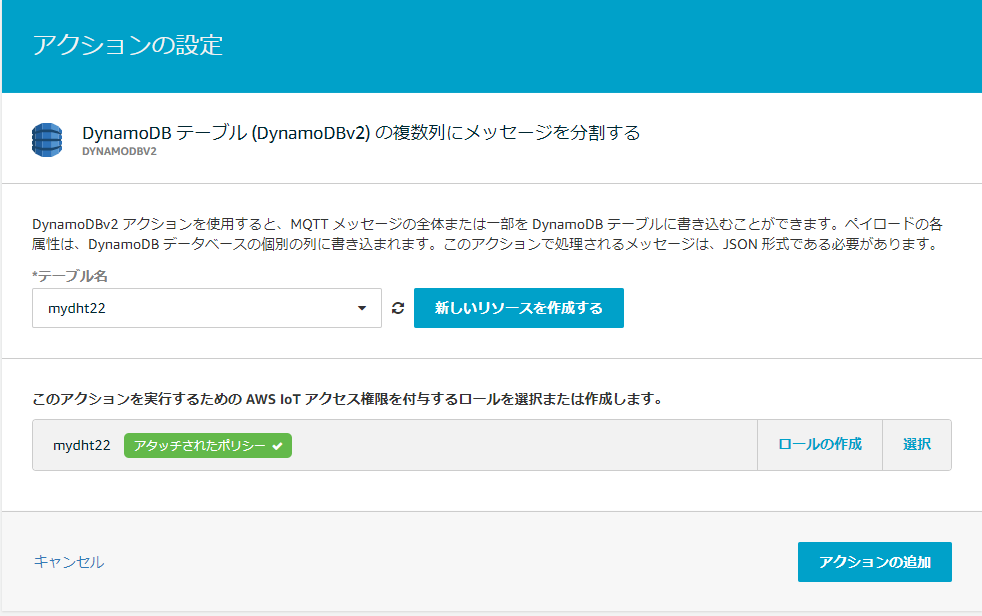 アクションの設定
DynamoDB テーブル (DynamoDBv2) の複数列にメッセージを分割する
DYNAMODBV2
DynamoDBv2 アクションを使用すると、MQTT メッセージの全体または一部を DynamoDB テーブルに書き込むことができます。ペイロードの各
属性は、DynamoDB データベースの個別の列に書き込まれます。このアクションで処理されるメッセージは、JSON 形式である必要があります。
*テーブル名
mydht22 新しいリソースを作成する
このアクションを実行するための AWS IoT アクセス権限を付与するロールを選択または作成します。
mydht22 アタッチされたポリシー ロールの作成 選択
キャンセル アクションの追加